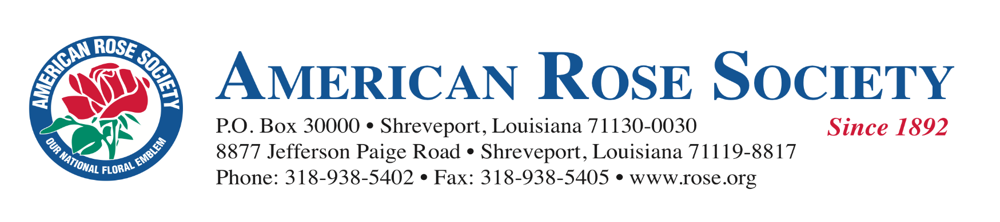 AMERICAN ROSE SOCIETY
OUR NATIONAL FLORAL EMBLEM
AMERICAN ROSE SOCIETY
P.O. Box 30000 • Shreveport, Louisiana 71130-0030
Since 1892
8877 Jefferson Paige Road • Shreveport, Louisiana 71119-8817
Phone: 318-938-5402 • Fax: 318-938-5405 • www.rose.org